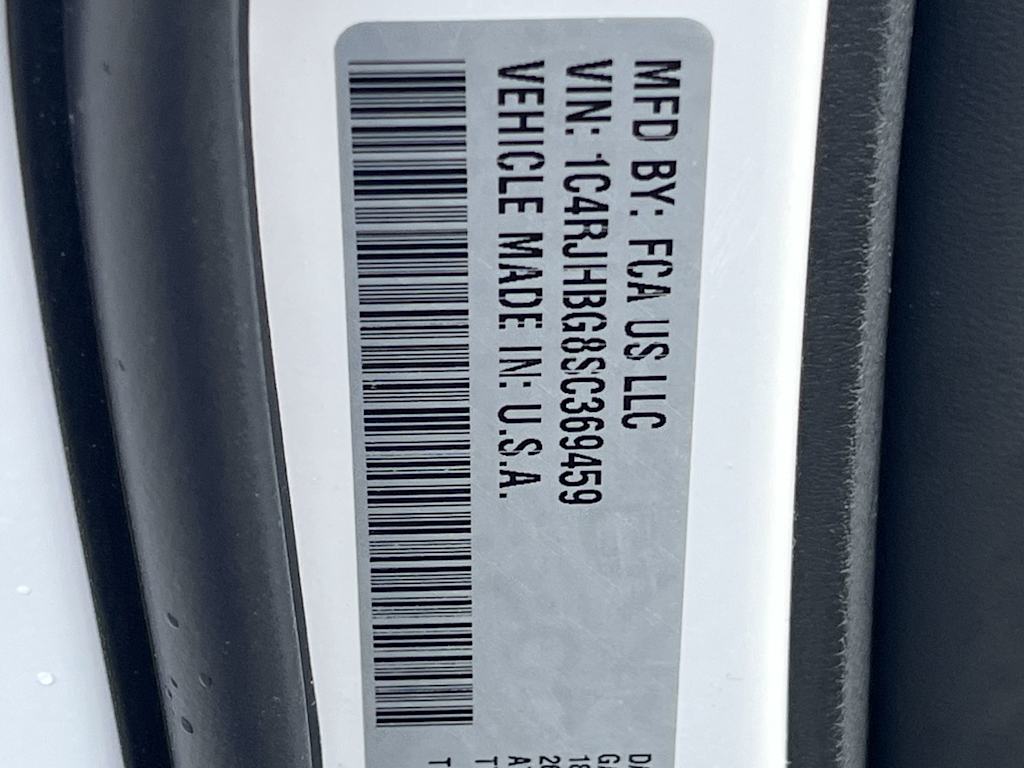 MFD BY: FCA US LLC
VIN: 1C4RJHBG8SC369459
VEHICLE MADE IN: U.S.A.